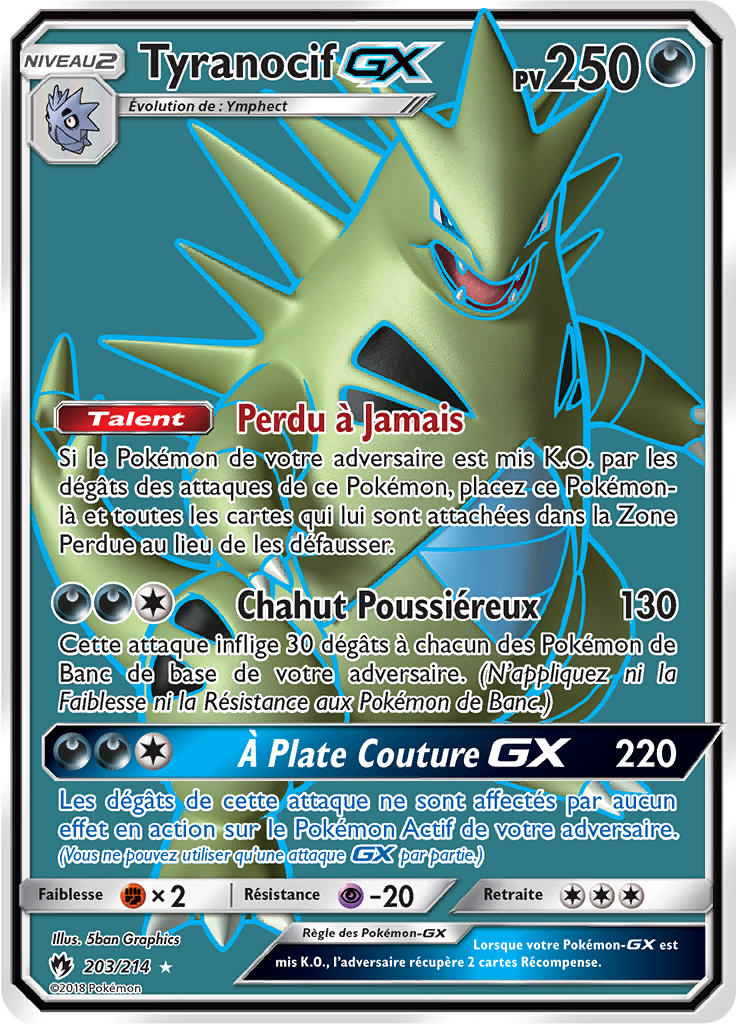 NIVEAU2 Tyranocif GX PV250
Évolution de : Ymphect
Talent Perdu à Jamais
Si le Pokémon de votre adversaire est mis K.O. par les
dégâts des attaques de ce Pokémon, placez ce Pokémon-
là et toutes les cartes qui lui sont attachées dans la Zone
Perdue au lieu de les défausser.
Chahut Poussiéreux 130
Cette attaque inflige 30 dégâts à chacun des Pokémon de
Banc de base de votre adversaire. (N'appliquez ni la
Faiblesse ni la Résistance aux Pokémon de Banc.)
À Plate Couture GX 220
Les dégâts de cette attaque ne sont affectés par aucun
effet en action sur le Pokémon Actif de votre adversaire.
(Vous ne pouvez utiliser qu'une attaque GX par partie.)
Faiblesse ×2 Résistance -20 Retraite
Illus. 5ban Graphics
203/214
©2018 Pokémon
Règle des Pokémon-GX
Lorsque votre Pokémon-GX est
mis K.O., l'adversaire récupère 2 cartes Récompense.